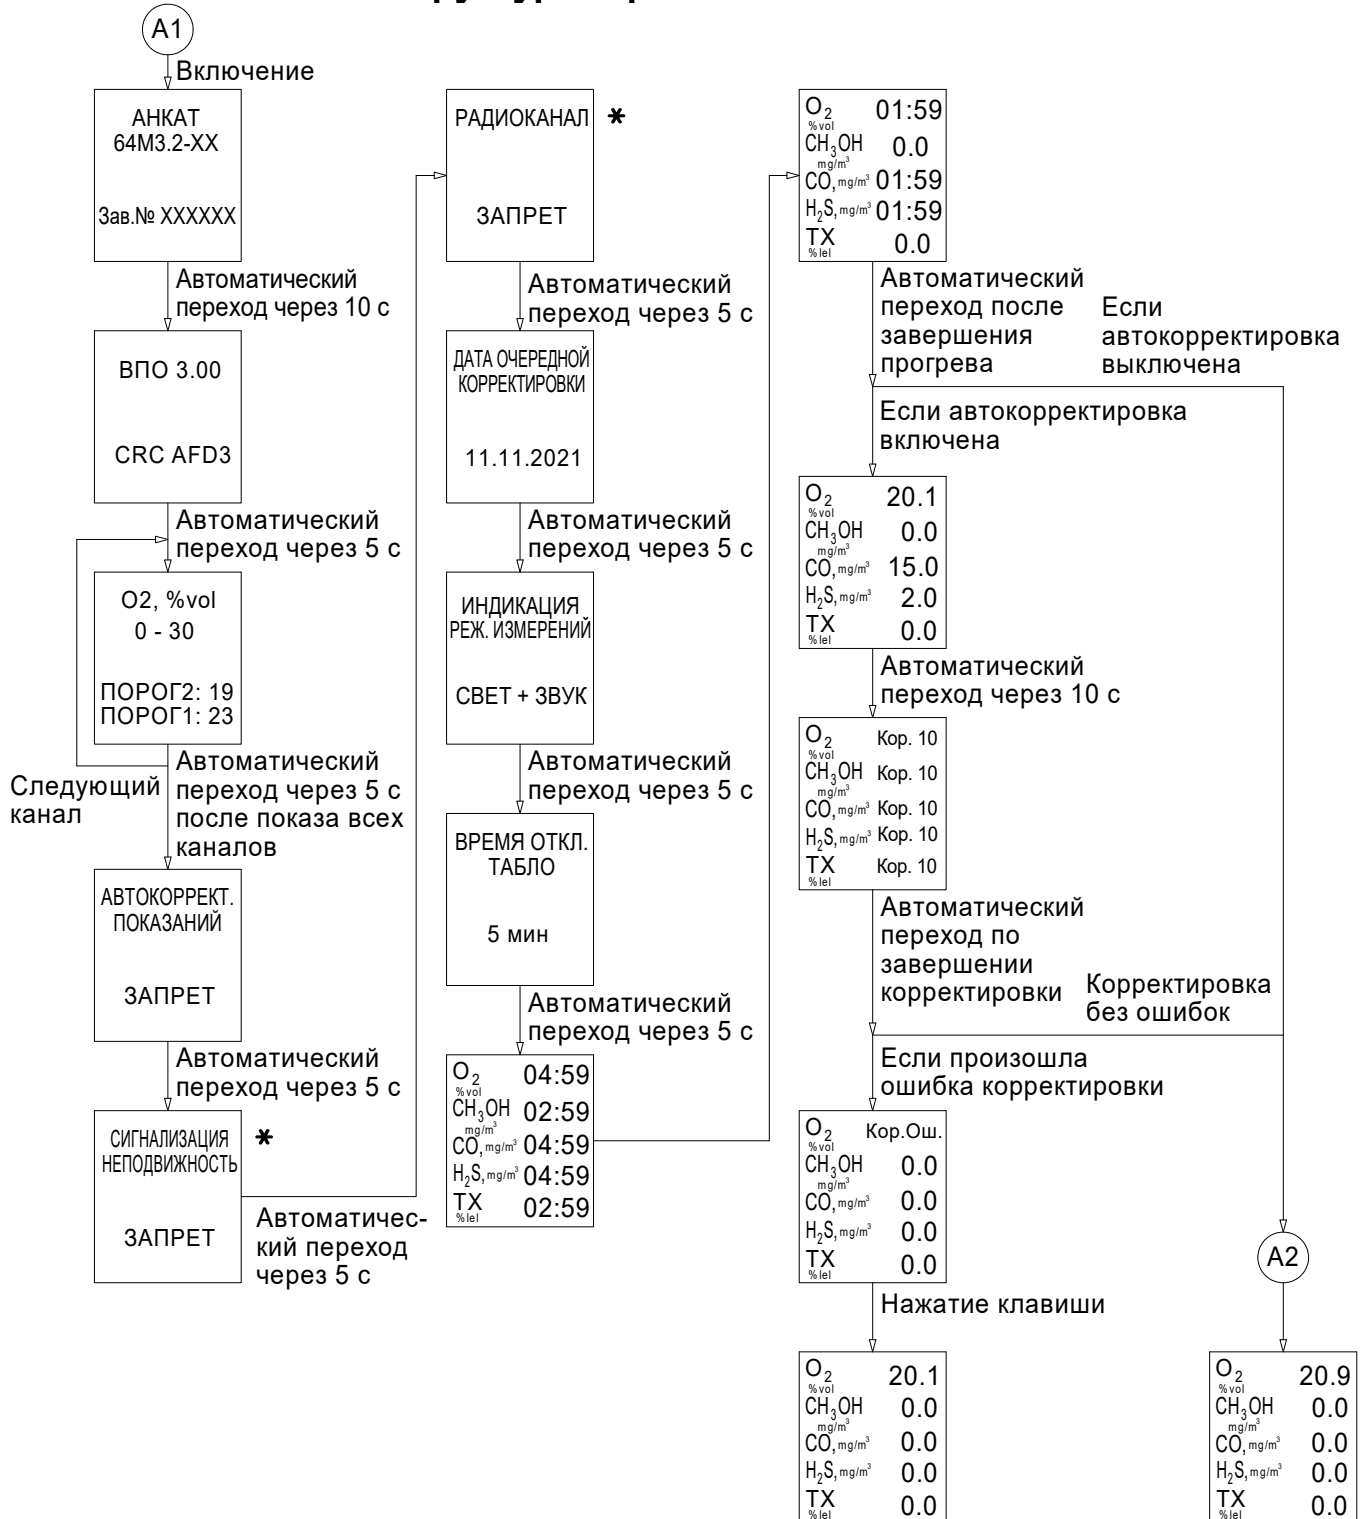 А1
Включение
АНКАТ
64М3.2-ХХ
Зав.№ ХХХХХХ
Автоматический
переход через 10 с
ВПО 3.00
CRC AFD3
Автоматический
переход через 5 с
O2, %vol
0 - 30
ПОРОГ2: 19
ПОРОГ1: 23
Следующий
канал
Автоматический
переход через 5 с
после показа всех
каналов
АВТОКОРРЕКТ.
ПОКАЗАНИЙ
ЗАПРЕТ
Автоматический
переход через 5 с
СИГНАЛИЗАЦИЯ *
НЕПОДВИЖНОСТЬ
ЗАПРЕТ
Автоматичес-
кий переход
через 5 с
РАДИОКАНАЛ *
ЗАПРЕТ
Автоматический
переход через 5 с
ДАТА ОЧЕРЕДНОЙ
КОРРЕКТИРОВКИ
11.11.2021
Автоматический
переход через 5 с
ИНДИКАЦИЯ
РЕЖ. ИЗМЕРЕНИЙ
СВЕТ + ЗВУК
Автоматический
переход через 5 с
ВРЕМЯ ОТКЛ.
ТАБЛО
5 мин
Автоматический
переход через 5 с
O₂ 04:59
%vol
CH₃OH 02:59
mg/m³
CO, mg/m³ 04:59
H₂S, mg/m³ 04:59
TX 02:59
%lel
O₂ 01:59
%vol
CH₃OH 0.0
mg/m³
CO, mg/m³ 01:59
H₂S, mg/m³ 01:59
TX 0.0
%lel
Автоматический
переход после
завершения
прогрева
Если
автокорректировка
выключена
Если автокорректировка
включена
O₂ 20.1
%vol
CH₃OH 0.0
mg/m³
CO, mg/m³ 15.0
H₂S, mg/m³ 2.0
TX 0.0
%lel
Автоматический
переход через 10 с
O₂ Кор. 10
%vol
CH₃OH Кор. 10
mg/m³
CO, mg/m³ Кор. 10
H₂S, mg/m³ Кор. 10
TX Кор. 10
%lel
Автоматический
переход по
завершении
корректировки
Корректировка
без ошибок
Если произошла
ошибка корректировки
O₂ Кор.Ош.
%vol
CH₃OH 0.0
mg/m³
CO, mg/m³ 0.0
H₂S, mg/m³ 0.0
TX 0.0
%lel
Нажатие клавиши
O₂ 20.1
%vol
CH₃OH 0.0
mg/m³
CO, mg/m³ 0.0
H₂S, mg/m³ 0.0
TX 0.0
%lel
А2
O₂ 20.9
%vol
CH₃OH 0.0
mg/m³
CO, mg/m³ 0.0
H₂S, mg/m³ 0.0
TX 0.0
%lel